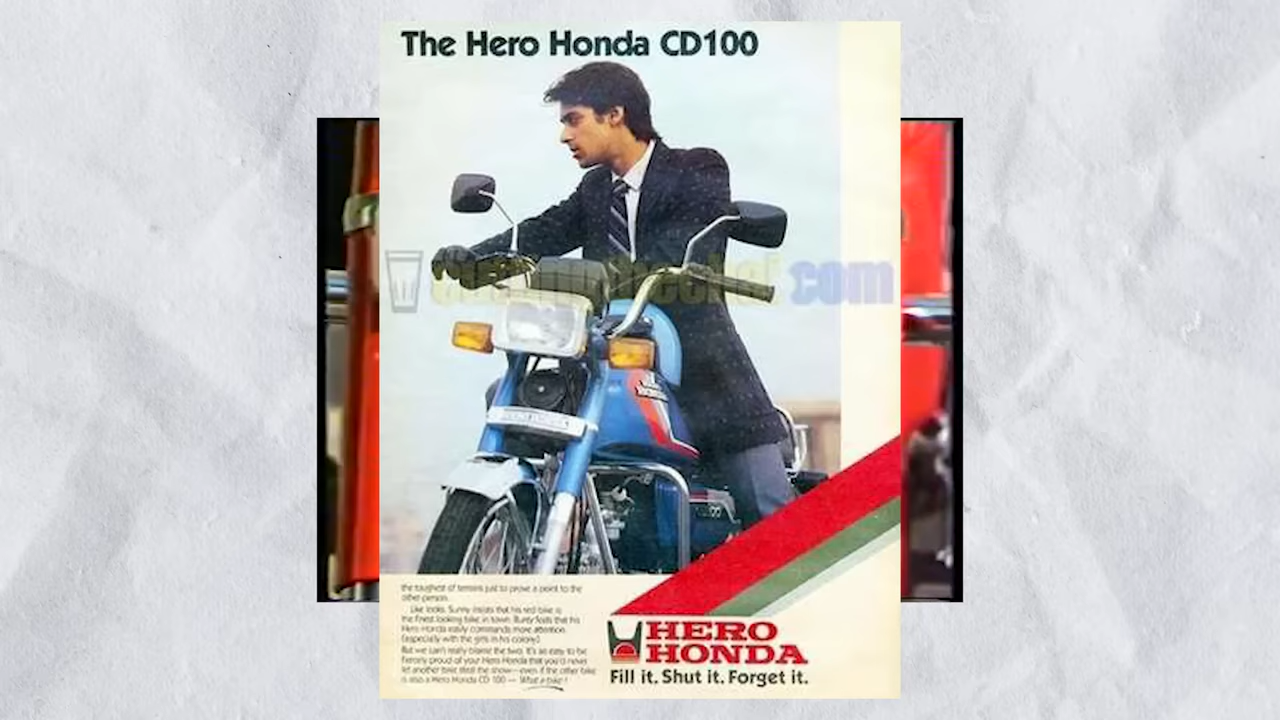 The Hero Honda CD100
.com
HONDA
the toughest of terrains just to prove a point to the
other person.
Like looks. Sunny insists that his red bike is
the finest looking bike in town. Bunty feels that his
Hero Honda easily commands more attention.
(especially with the girls in his colony).
But we can't really blame the two. It's so easy to be
fiercely proud of your Hero Honda that you'd never
let another bike steal the show—even if the other bike
is also a Hero Honda CD 100 — What a bike!
HERO
HONDA
Fill it. Shut it. Forget it.